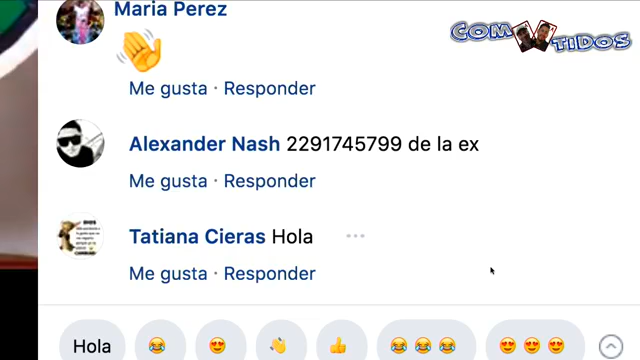 Maria Perez
COM TIDOS
👋
Me gusta · Responder
Alexander Nash 2291745799 de la ex
Me gusta · Responder
Tatiana Cieras Hola ...
Me gusta · Responder
Hola 😂 😍 👋 👍 😂 😂 😂 😍 😍 😍